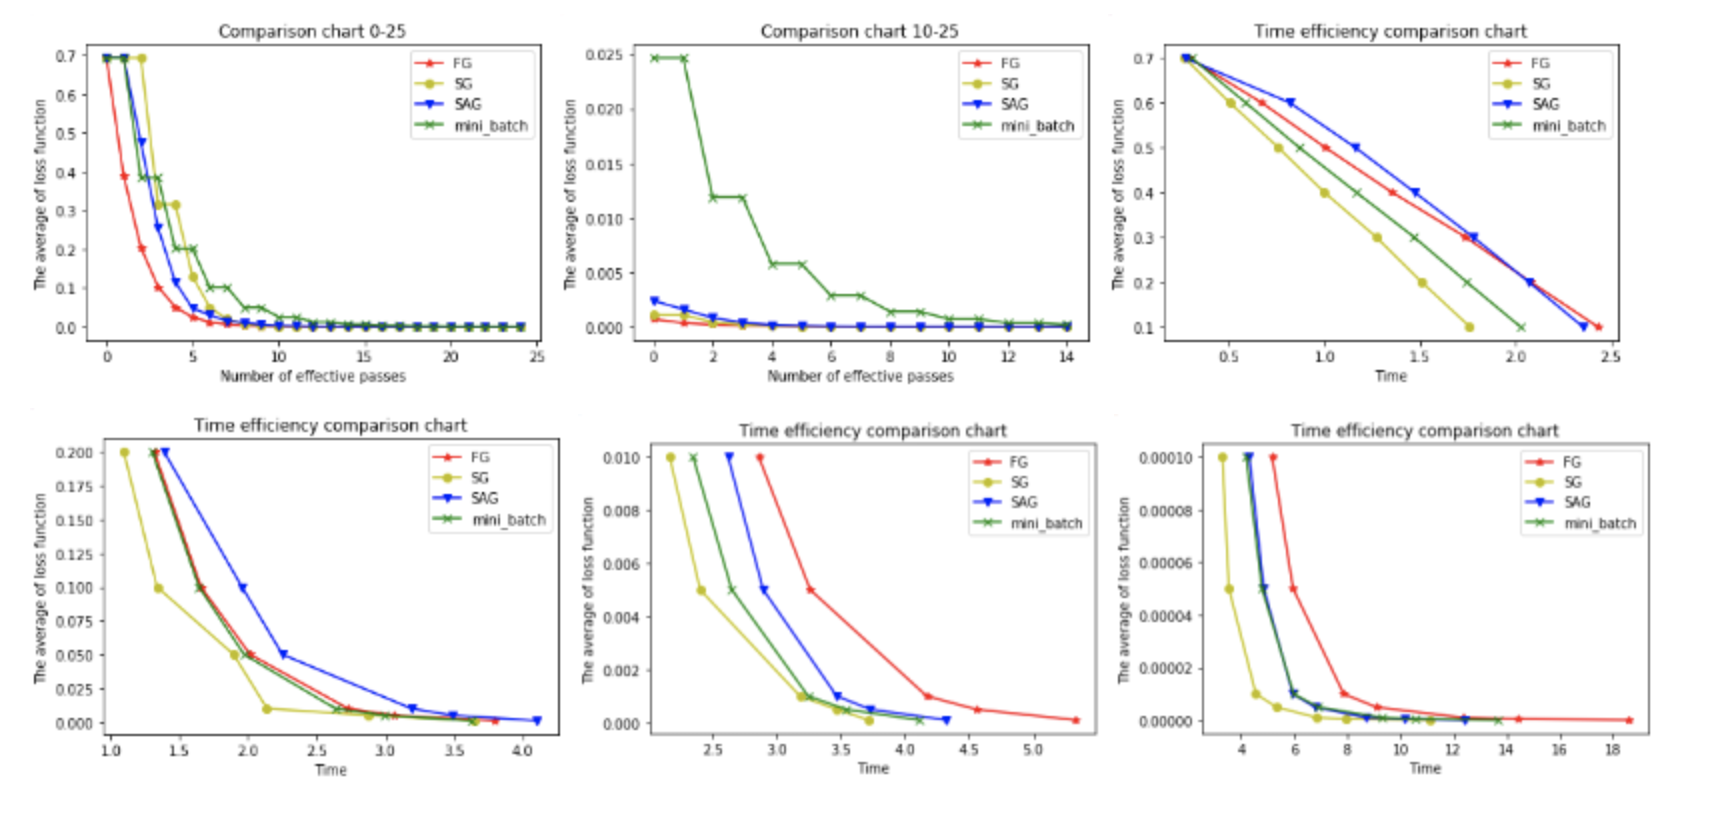 Comparison chart 0-25
The average of loss function
0.7
0.6
0.5
0.4
0.3
0.2
0.1
0.0
FG
SG
SAG
mini_batch
0 5 10 15 20 25
Number of effective passes
Comparison chart 10-25
The average of loss function
0.025
0.020
0.015
0.010
0.005
0.000
FG
SG
SAG
mini_batch
0 2 4 6 8 10 12 14
Number of effective passes
Time efficiency comparison chart
The average of loss function
0.7
0.6
0.5
0.4
0.3
0.2
0.1
FG
SG
SAG
mini_batch
0.5 1.0 1.5 2.0 2.5
Time
Time efficiency comparison chart
The average of loss function
0.200
0.175
0.150
0.125
0.100
0.075
0.050
0.025
0.000
FG
SG
SAG
mini_batch
1.0 1.5 2.0 2.5 3.0 3.5 4.0
Time
Time efficiency comparison chart
The average of loss function
0.010
0.008
0.006
0.004
0.002
0.000
FG
SG
SAG
mini_batch
2.5 3.0 3.5 4.0 4.5 5.0
Time
Time efficiency comparison chart
The average of loss function
0.00010
0.00008
0.00006
0.00004
0.00002
0.00000
FG
SG
SAG
mini_batch
4 6 8 10 12 14 16 18
Time